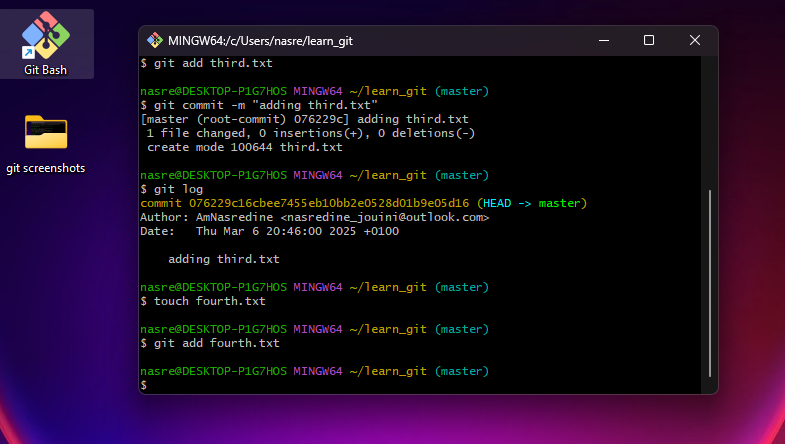 Git Bash
git screenshots
MINGW64:/c/Users/nasre/learn_git
$ git add third.txt
nasre@DESKTOP-P1G7HOS MINGW64 ~/learn_git (master)
$ git commit -m "adding third.txt"
[master (root-commit) 076229c] adding third.txt
 1 file changed, 0 insertions(+), 0 deletions(-)
 create mode 100644 third.txt
nasre@DESKTOP-P1G7HOS MINGW64 ~/learn_git (master)
$ git log
commit 076229c16cbee7455eb10bb2e0528d01b9e05d16 (HEAD -> master)
Author: AmNasredine <nasredine_jouini@outlook.com>
Date:   Thu Mar 6 20:46:00 2025 +0100
    adding third.txt
nasre@DESKTOP-P1G7HOS MINGW64 ~/learn_git (master)
$ touch fourth.txt
nasre@DESKTOP-P1G7HOS MINGW64 ~/learn_git (master)
$ git add fourth.txt
nasre@DESKTOP-P1G7HOS MINGW64 ~/learn_git (master)
$